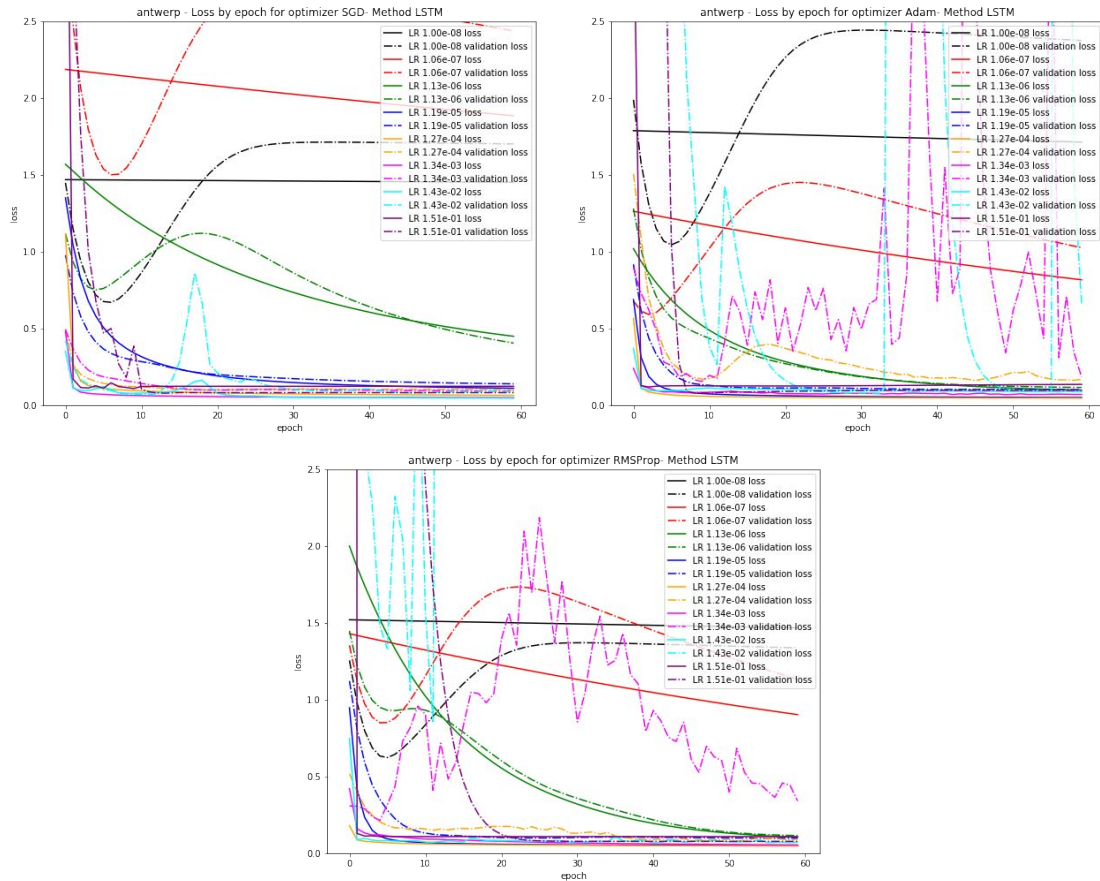 antwerp - Loss by epoch for optimizer SGD- Method LSTM
2.5
2.0
1.5
1.0
0.5
0.0
loss
0
10
20
30
40
50
60
epoch
LR 1.00e-08 loss
LR 1.00e-08 validation loss
LR 1.06e-07 loss
LR 1.06e-07 validation loss
LR 1.13e-06 loss
LR 1.13e-06 validation loss
LR 1.19e-05 loss
LR 1.19e-05 validation loss
LR 1.27e-04 loss
LR 1.27e-04 validation loss
LR 1.34e-03 loss
LR 1.34e-03 validation loss
LR 1.43e-02 loss
LR 1.43e-02 validation loss
LR 1.51e-01 loss
LR 1.51e-01 validation loss
antwerp - Loss by epoch for optimizer Adam- Method LSTM
2.5
2.0
1.5
1.0
0.5
0.0
loss
0
10
20
30
40
50
60
epoch
LR 1.00e-08 loss
LR 1.00e-08 validation loss
LR 1.06e-07 loss
LR 1.06e-07 validation loss
LR 1.13e-06 loss
LR 1.13e-06 validation loss
LR 1.19e-05 loss
LR 1.19e-05 validation loss
LR 1.27e-04 loss
LR 1.27e-04 validation loss
LR 1.34e-03 loss
LR 1.34e-03 validation loss
LR 1.43e-02 loss
LR 1.43e-02 validation loss
LR 1.51e-01 loss
LR 1.51e-01 validation loss
antwerp - Loss by epoch for optimizer RMSProp- Method LSTM
2.5
2.0
1.5
1.0
0.5
0.0
loss
0
10
20
30
40
50
60
epoch
LR 1.00e-08 loss
LR 1.00e-08 validation loss
LR 1.06e-07 loss
LR 1.06e-07 validation loss
LR 1.13e-06 loss
LR 1.13e-06 validation loss
LR 1.19e-05 loss
LR 1.19e-05 validation loss
LR 1.27e-04 loss
LR 1.27e-04 validation loss
LR 1.34e-03 loss
LR 1.34e-03 validation loss
LR 1.43e-02 loss
LR 1.43e-02 validation loss
LR 1.51e-01 loss
LR 1.51e-01 validation loss